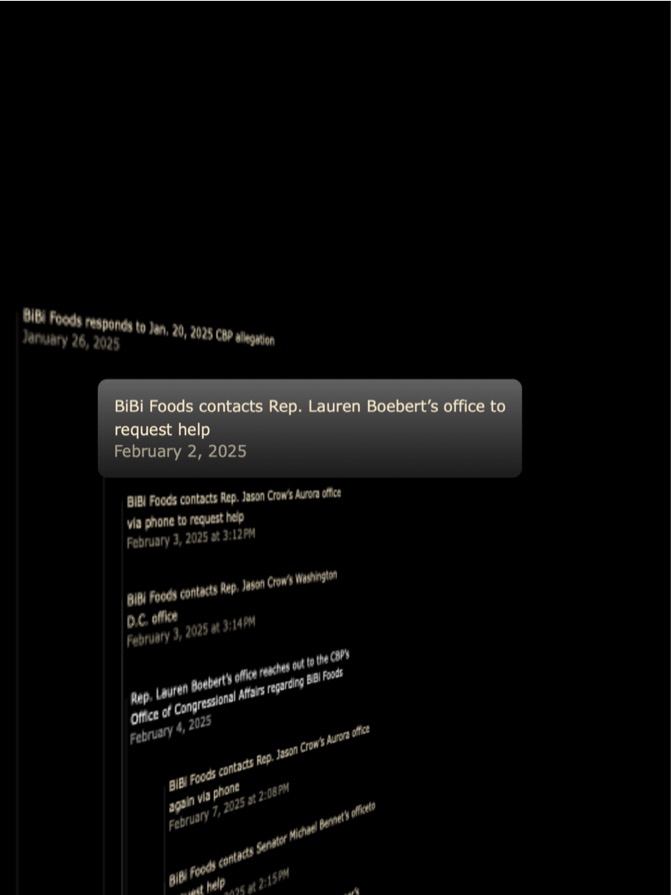 BiBi Foods responds to Jan. 20, 2025 CBP allegation
January 26, 2025
BiBi Foods contacts Rep. Lauren Boebert’s office to
request help
February 2, 2025
BiBi Foods contacts Rep. Jason Crow’s Aurora office
via phone to request help
February 3, 2025 at 3:12PM
BiBi Foods contacts Rep. Jason Crow’s Washington
D.C. office
February 3, 2025 at 3:14PM
Rep. Lauren Boebert’s office reaches out to the CBP’s
Office of Congressional Affairs regarding BiBi Foods
February 4, 2025
BiBi Foods contacts Rep. Jason Crow’s Aurora office
again via phone
February 7, 2025 at 2:08PM
BiBi Foods contacts Senator Michael Bennet’s officeto
help
at 2:15PM